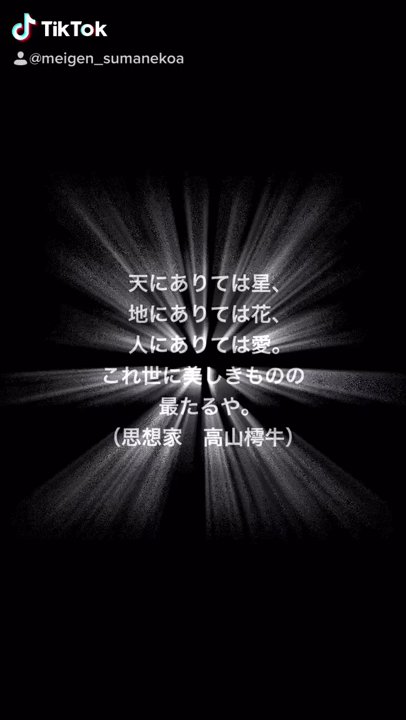 TikTok
@meigen_sumanekoa
天にありては星、
地にありては花、
人にありては愛。
これ世に美しきものの
最たるや。
（思想家　高山樗牛）